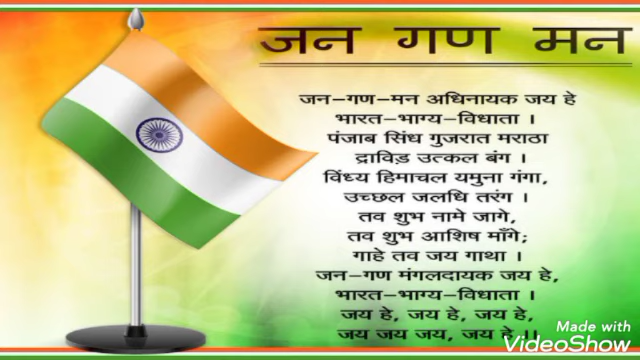 जन गण मन
जन–गण–मन अधिनायक जय हे
भारत–भाग्य–विधाता ।
पंजाब सिंध गुजरात मराठा
द्राविड़ उत्कल बंग ।
विंध्य हिमाचल यमुना गंगा,
उच्छल जलधि तरंग ।
तव शुभ नामे जागे,
तव शुभ आशिष माँगे;
गाहे तव जय गाथा ।
जन–गण मंगलदायक जय हे,
भारत–भाग्य–विधाता ।
जय हे, जय हे, जय हे,
जय जय जय, जय हे ।।
Made with
VideoShow